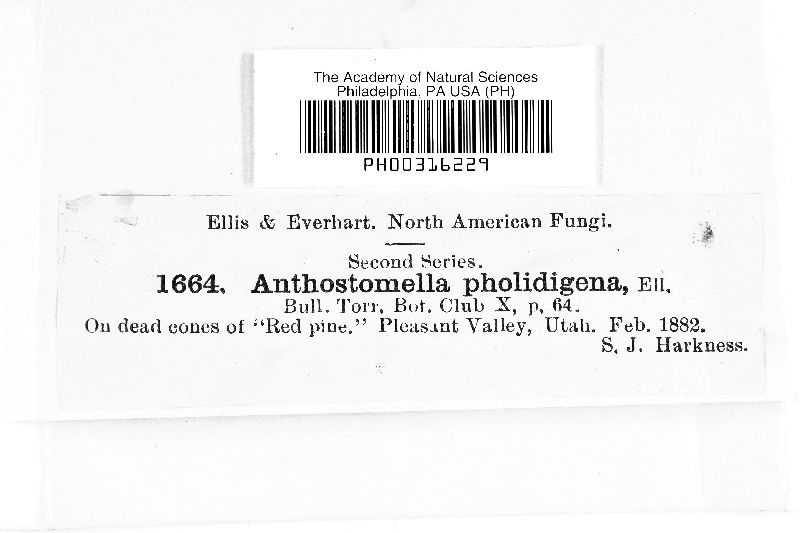 The Academy of Natural Sciences
Philadelphia, PA USA (PH)
PH00316229
Ellis & Everhart. North American Fungi.
Second Series.
1664. Anthostomella pholidigena, Ell.
Bull. Torr. Bot. Club X, p. 64.
On dead cones of "Red pine." Pleasant Valley, Utah. Feb. 1882.
S. J. Harkness.